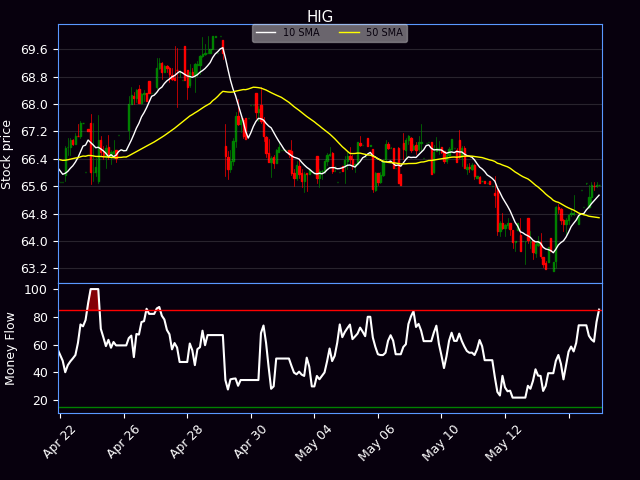 HIG
10 SMA 50 SMA
Stock price
69.6
68.8
68.0
67.2
66.4
65.6
64.8
64.0
63.2
Money Flow
100
80
60
40
20
Apr 22
Apr 26
Apr 28
Apr 30
May 04
May 06
May 10
May 12